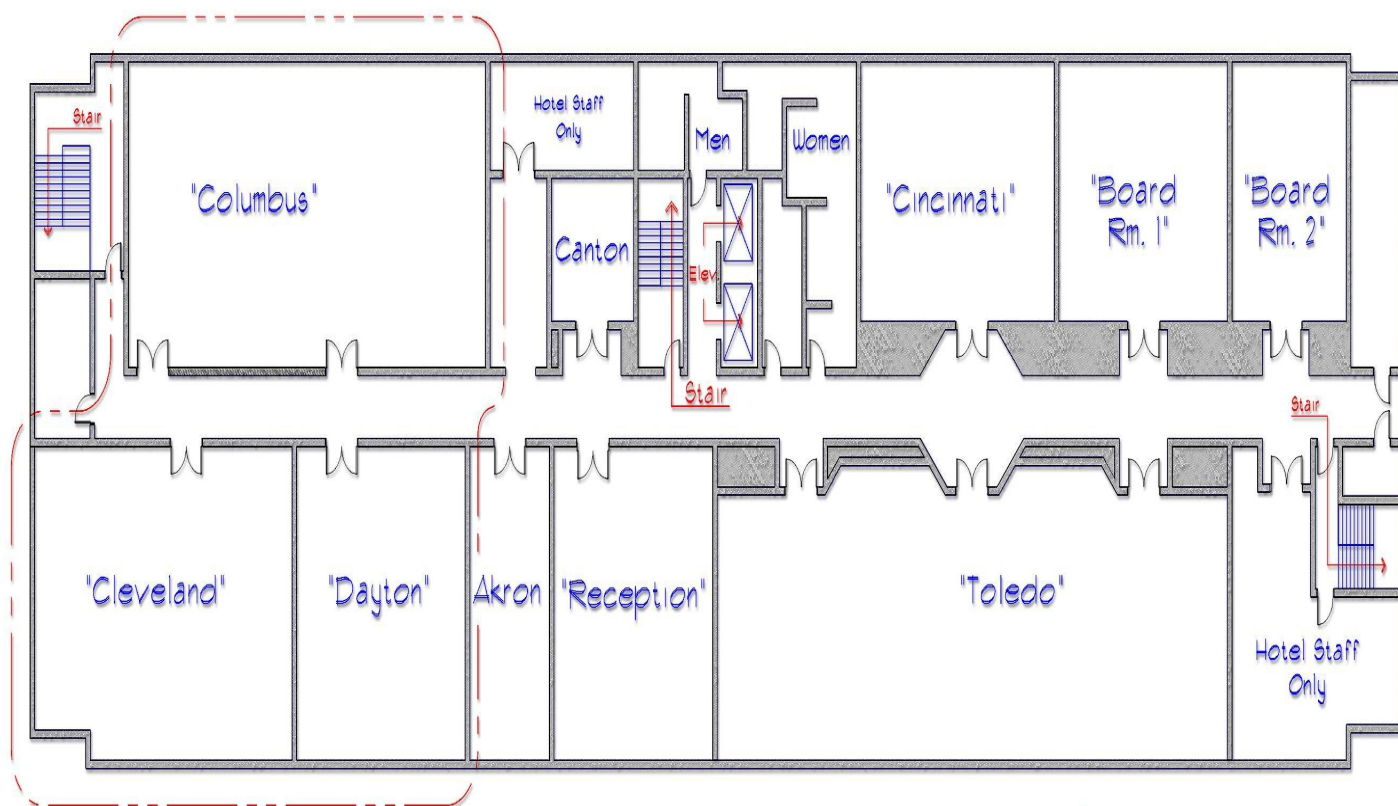 Stair
"Columbus"
Hotel Staff
Only
Men
Women
"Cincinnati"
"Board
Rm. 1"
"Board
Rm. 2"
Canton
Elev.
Stair
Stair
"Cleveland"
"Dayton"
Akron
"Reception"
"Toledo"
Hotel Staff
Only